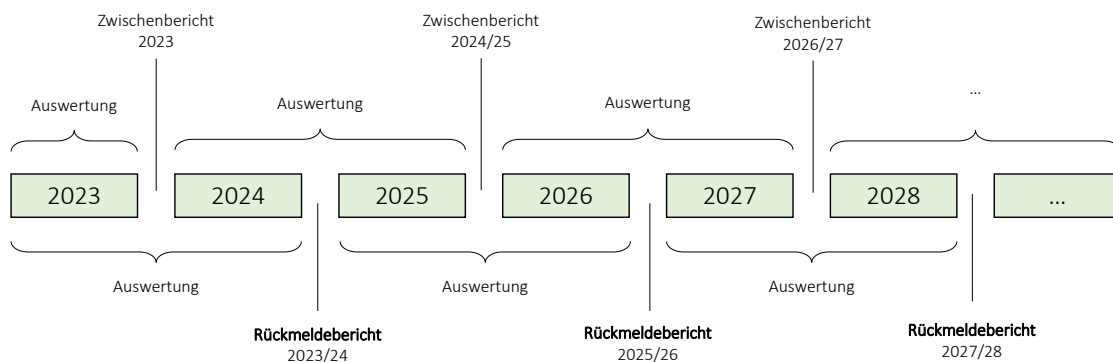 Zwischenbericht
2023
Zwischenbericht
2024/25
Zwischenbericht
2026/27
Auswertung
Auswertung
Auswertung
...
2023
2024
2025
2026
2027
2028
...
Auswertung
Auswertung
Auswertung
Rückmeldebericht
2023/24
Rückmeldebericht
2025/26
Rückmeldebericht
2027/28